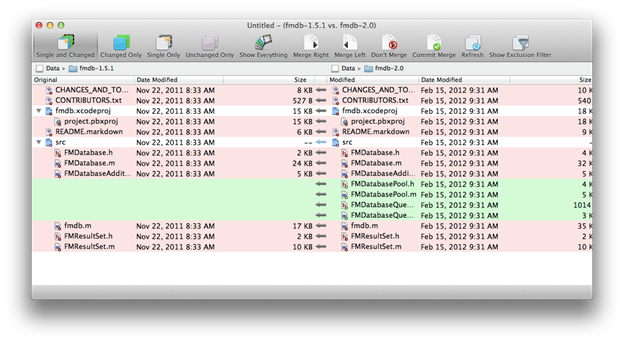 Untitled – (fmdb-1.5.1 vs. fmdb-2.0)
Single and Changed Changed Only Single Only Unchanged Only Show Everything Merge Right Merge Left Don't Merge Commit Merge Refresh Show Exclusion Filter
Data ▸ fmdb-1.5.1 Data ▸ fmdb-2.0
Original Date Modified Size Modified Date Modified Size
CHANGES_AND_TO... Nov 22, 2011 8:33 AM 8 KB CHANGES_AND_TO... Feb 15, 2012 9:31 AM 10 K
CONTRIBUTORS.txt Nov 22, 2011 8:33 AM 527 B CONTRIBUTORS.txt Feb 15, 2012 9:31 AM 540
fmdb.xcodeproj Nov 22, 2011 8:33 AM 15 KB fmdb.xcodeproj Feb 15, 2012 9:31 AM 18 K
project.pbxproj Nov 22, 2011 8:33 AM 15 KB project.pbxproj Feb 15, 2012 9:31 AM 18 K
README.markdown Nov 22, 2011 8:33 AM 6 KB README.markdown Feb 15, 2012 9:31 AM 9 K
src Nov 22, 2011 8:33 AM -- src Feb 15, 2012 9:31 AM -
FMDatabase.h Nov 22, 2011 8:33 AM 2 KB FMDatabase.h Feb 15, 2012 9:31 AM 4 K
FMDatabase.m Nov 22, 2011 8:33 AM 24 KB FMDatabase.m Feb 15, 2012 9:31 AM 32 K
FMDatabaseAddit... Nov 22, 2011 8:33 AM 5 KB FMDatabaseAddi... Feb 15, 2012 9:31 AM 5 K
FMDatabasePool.h Feb 15, 2012 9:31 AM 4 K
FMDatabasePool.m Feb 15, 2012 9:31 AM 5 K
FMDatabaseQue... Feb 15, 2012 9:31 AM 1014
FMDatabaseQue... Feb 15, 2012 9:31 AM 3 K
fmdb.m Nov 22, 2011 8:33 AM 17 KB fmdb.m Feb 15, 2012 9:31 AM 35 K
FMResultSet.h Nov 22, 2011 8:33 AM 2 KB FMResultSet.h Feb 15, 2012 9:31 AM 2 K
FMResultSet.m Nov 22, 2011 8:33 AM 10 KB FMResultSet.m Feb 15, 2012 9:31 AM 10 K